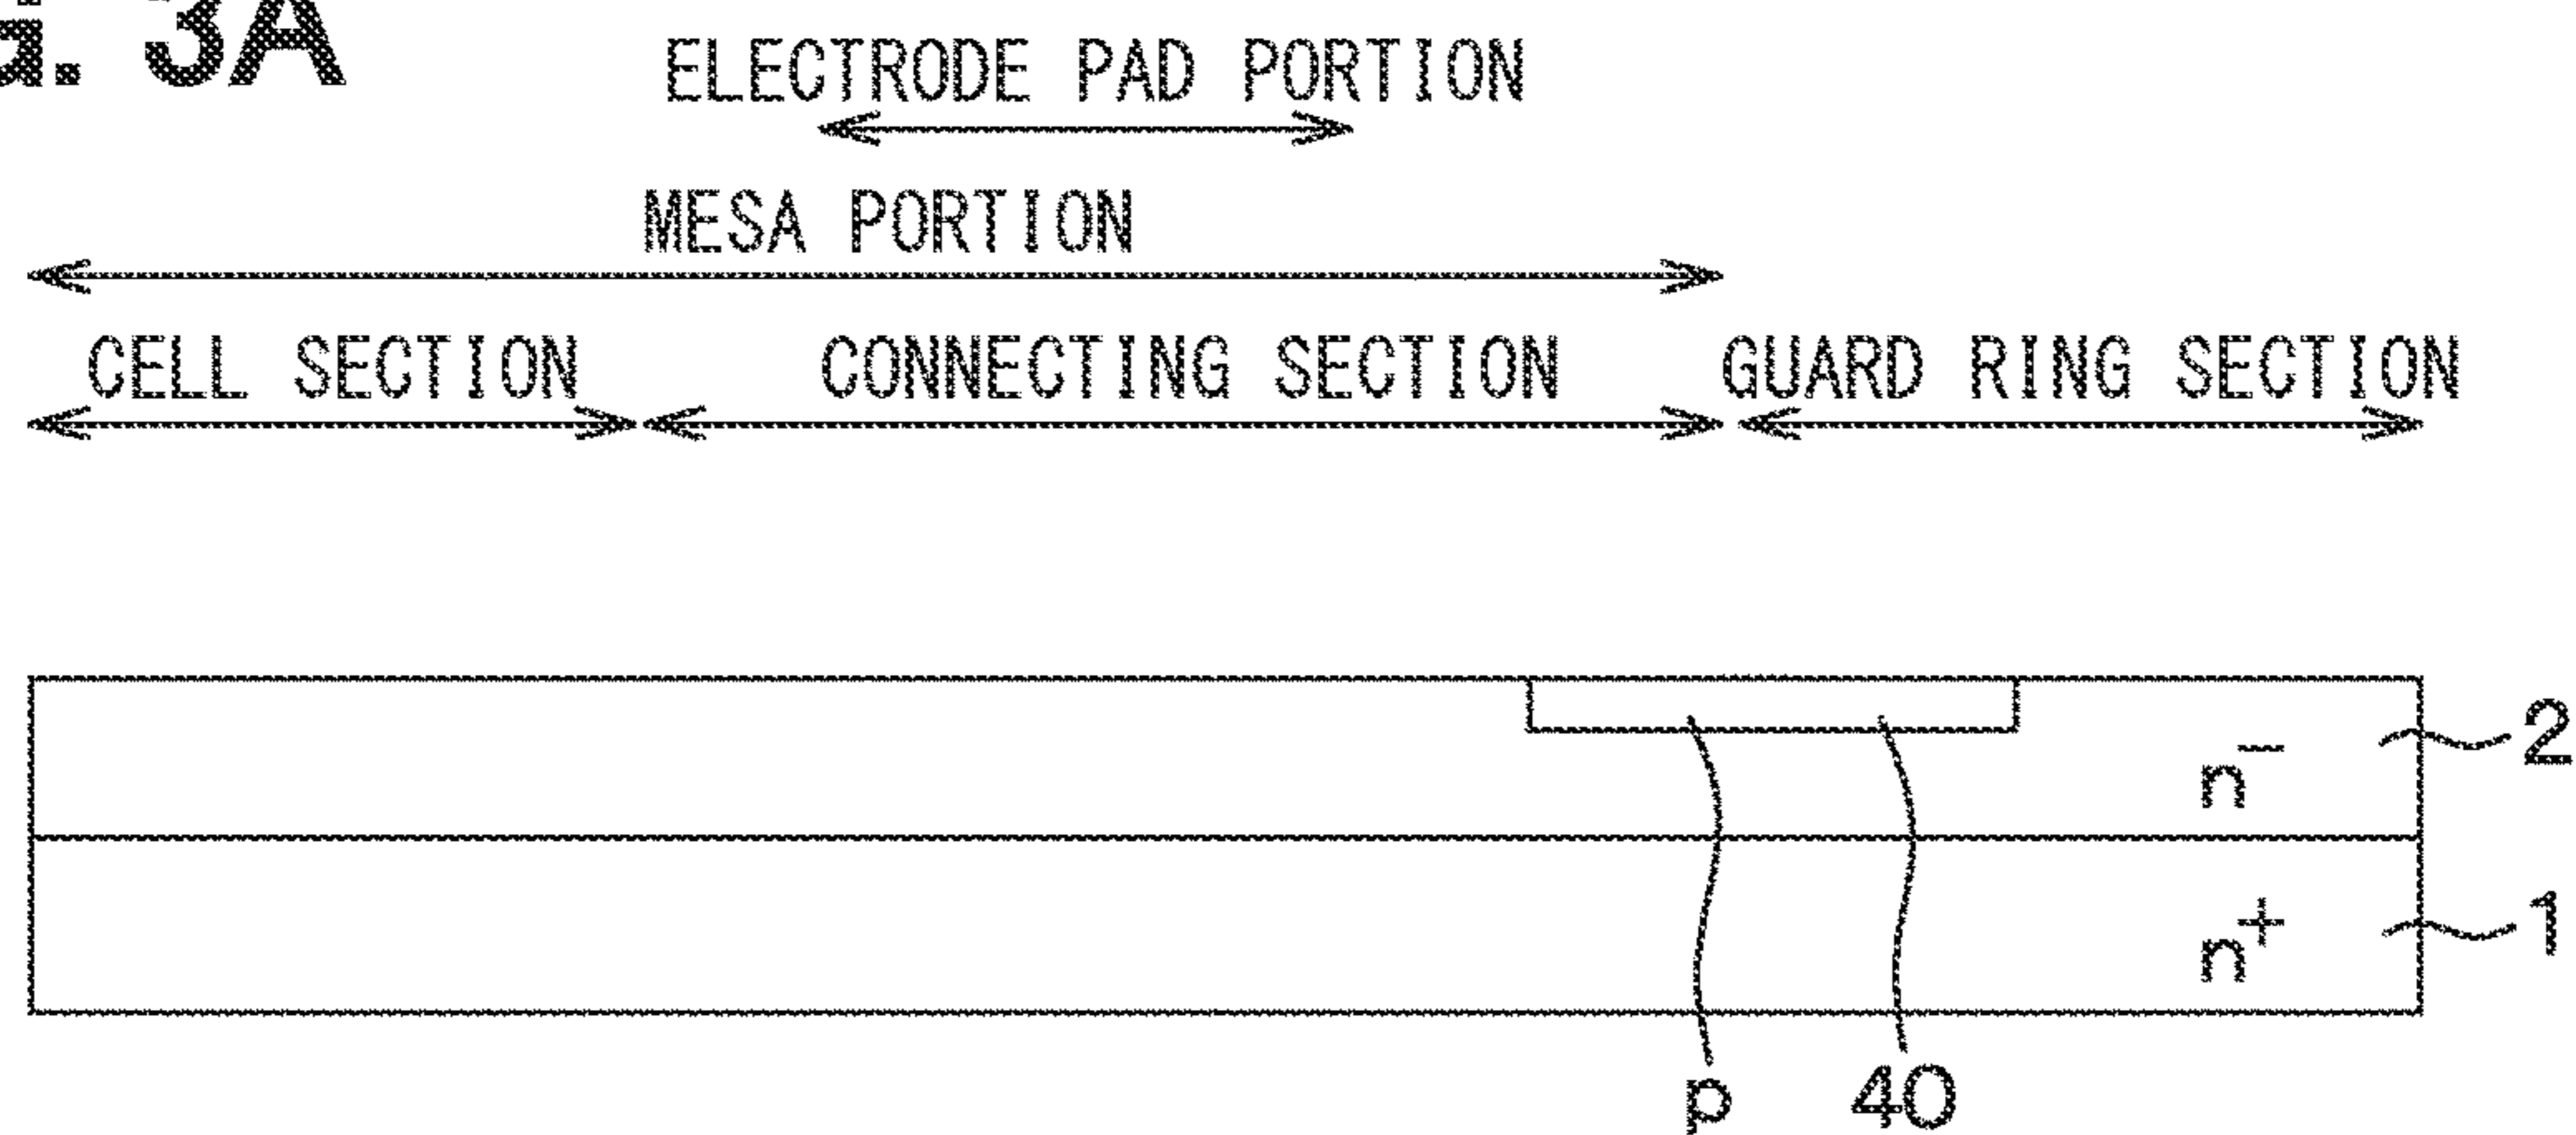 G. 3A
ELECTRODE PAD PORTION
MESA PORTION
CELL SECTION CONNECTING SECTION GUARD RING SECTION
2
n⁻
1
n⁺
p 40